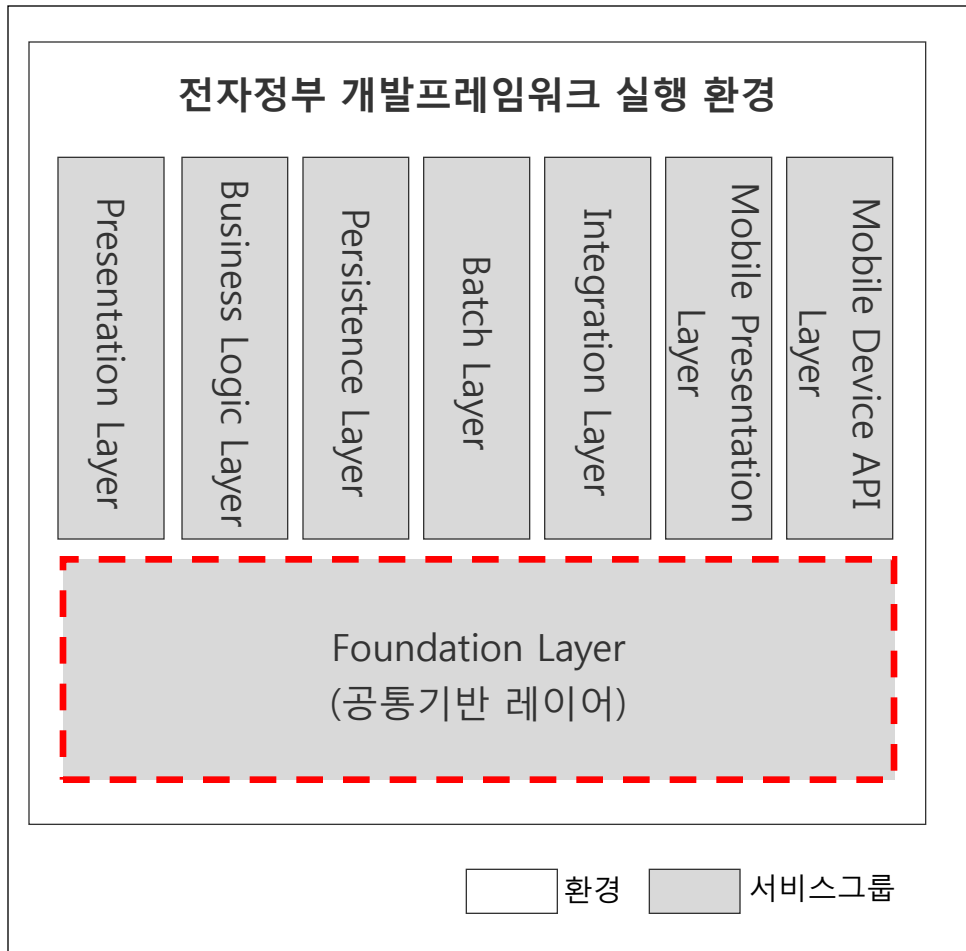 전자정부 개발프레임워크 실행 환경
Presentation Layer
Business Logic Layer
Persistence Layer
Batch Layer
Integration Layer
Mobile Presentation
Layer
Mobile Device API
Layer
Foundation Layer
(공통기반 레이어)
환경
서비스그룹